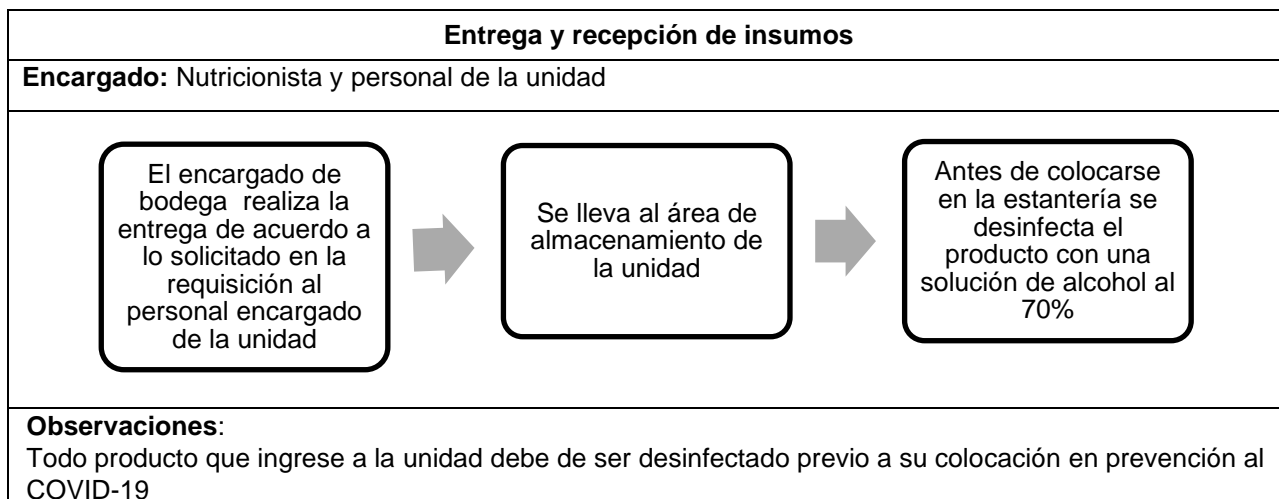 Entrega y recepción de insumos
Encargado: Nutricionista y personal de la unidad
El encargado de
bodega realiza la
entrega de acuerdo a
lo solicitado en la
requisición al
personal encargado
de la unidad
Se lleva al área de
almacenamiento de
la unidad
Antes de colocarse
en la estantería se
desinfecta el
producto con una
solución de alcohol al
70%
Observaciones:
Todo producto que ingrese a la unidad debe de ser desinfectado previo a su colocación en prevención al
COVID-19